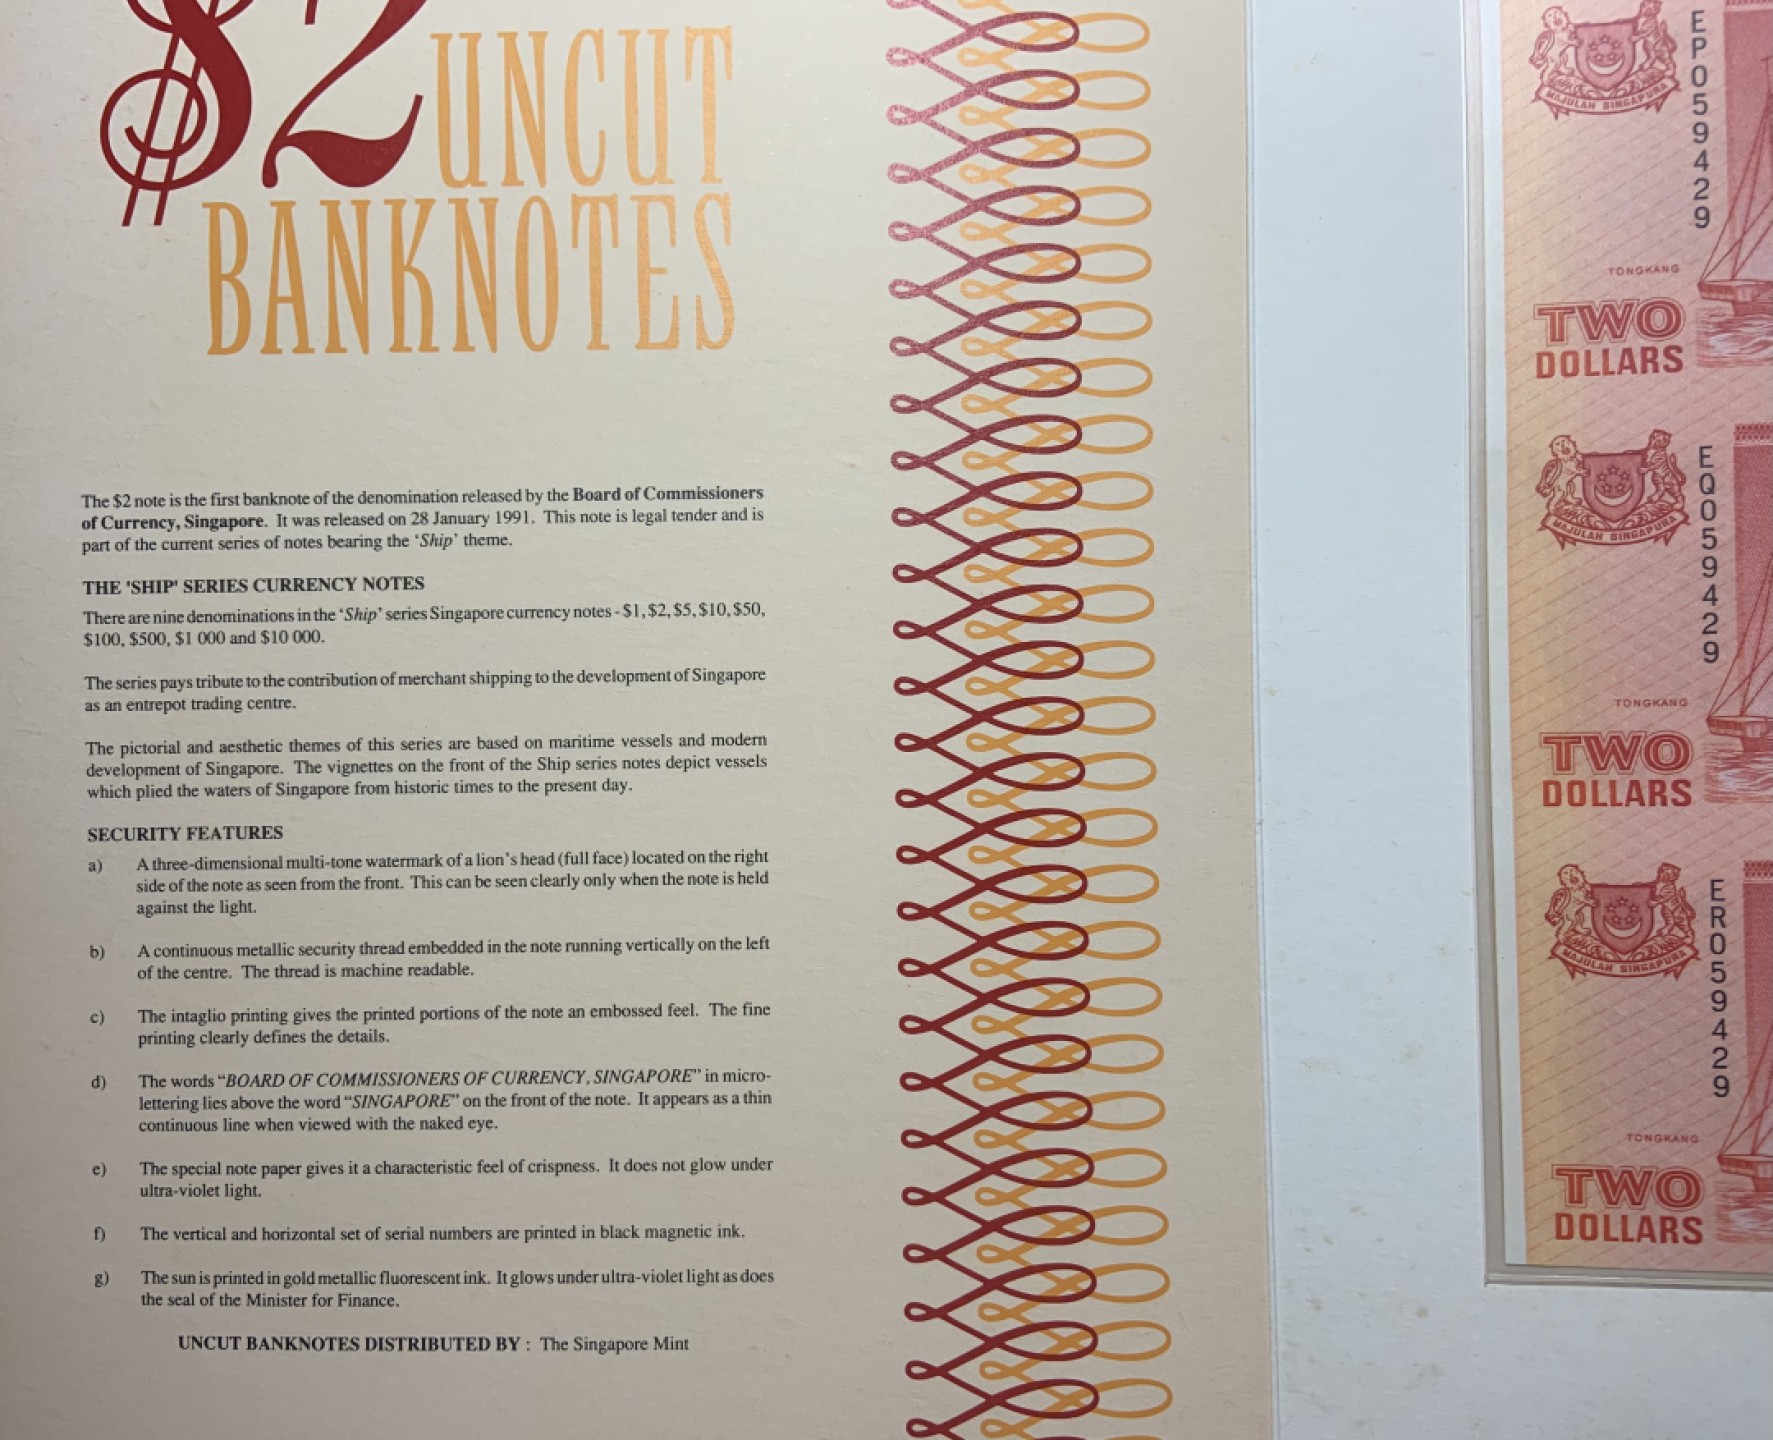 $2 UNCUT
BANKNOTES
The $2 note is the first banknote of the denomination released by the Board of Commissioners
of Currency, Singapore. It was released on 28 January 1991. This note is legal tender and is
part of the current series of notes bearing the ‘Ship’ theme.
THE 'SHIP' SERIES CURRENCY NOTES
There are nine denominations in the ‘Ship’ series Singapore currency notes - $1, $2, $5, $10, $50,
$100, $500, $1 000 and $10 000.
The series pays tribute to the contribution of merchant shipping to the development of Singapore
as an entrepot trading centre.
The pictorial and aesthetic themes of this series are based on maritime vessels and modern
development of Singapore. The vignettes on the front of the Ship series notes depict vessels
which plied the waters of Singapore from historic times to the present day.
SECURITY FEATURES
a) A three-dimensional multi-tone watermark of a lion’s head (full face) located on the right
side of the note as seen from the front. This can be seen clearly only when the note is held
against the light.
b) A continuous metallic security thread embedded in the note running vertically on the left
of the centre. The thread is machine readable.
c) The intaglio printing gives the printed portions of the note an embossed feel. The fine
printing clearly defines the details.
d) The words “BOARD OF COMMISSIONERS OF CURRENCY, SINGAPORE” in micro-
lettering lies above the word “SINGAPORE” on the front of the note. It appears as a thin
continuous line when viewed with the naked eye.
e) The special note paper gives it a characteristic feel of crispness. It does not glow under
ultra-violet light.
f) The vertical and horizontal set of serial numbers are printed in black magnetic ink.
g) The sun is printed in gold metallic fluorescent ink. It glows under ultra-violet light as does
the seal of the Minister for Finance.
UNCUT BANKNOTES DISTRIBUTED BY : The Singapore Mint
MAJULAH SINGAPURA
EP059429
TONGKANG
TWO
DOLLARS
MAJULAH SINGAPURA
EQ059429
TONGKANG
TWO
DOLLARS
MAJULAH SINGAPURA
ER059429
TONGKANG
TWO
DOLLARS